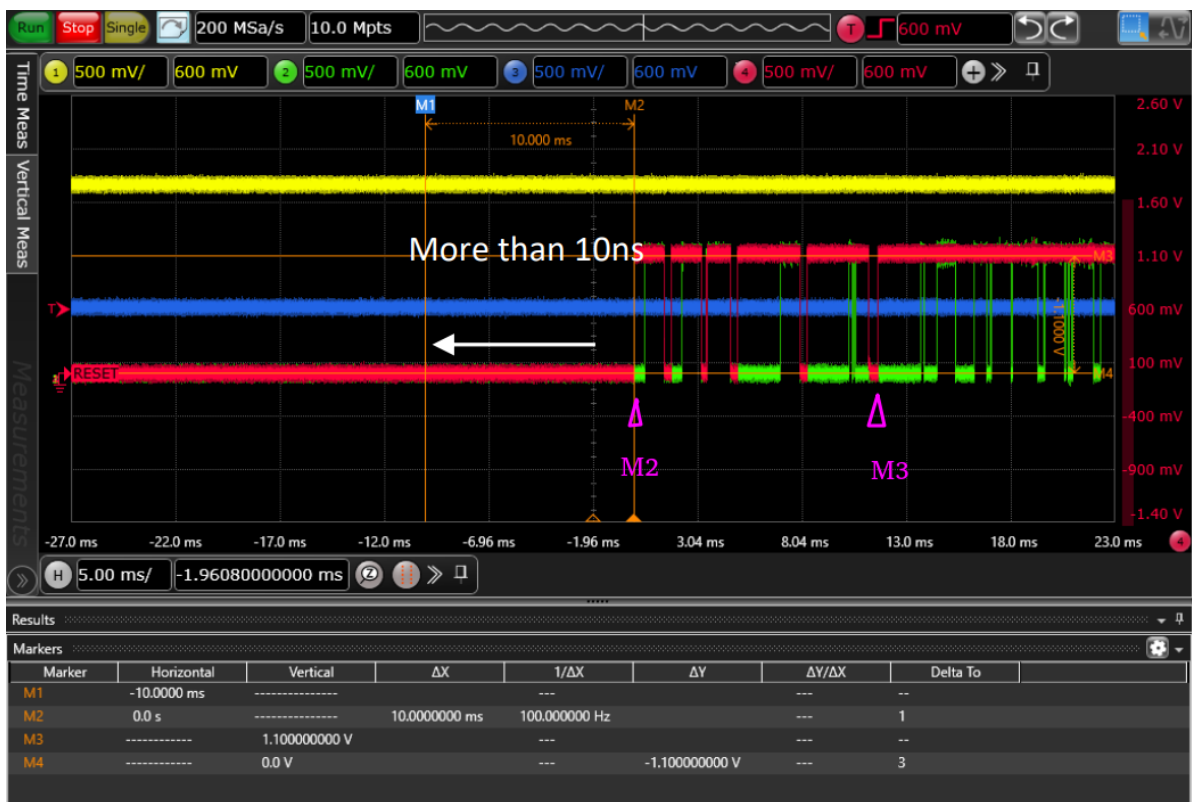 Run Stop Single 200 MSa/s 10.0 Mpts T 600 mV
1 500 mV/ 600 mV 2 500 mV/ 600 mV 3 500 mV/ 600 mV 4 500 mV/ 600 mV
Time Meas
Vertical Meas
Measurements
M1 M2
10.000 ms
2.60 V
2.10 V
1.60 V
More than 10ns
M3 1.10 V
T 600 mV
-1.1000 V
RESET
100 mV
M4
-400 mV
M2 M3
-900 mV
-1.40 V
-27.0 ms -22.0 ms -17.0 ms -12.0 ms -6.96 ms -1.96 ms 3.04 ms 8.04 ms 13.0 ms 18.0 ms 23.0 ms 4
H 5.00 ms/ -1.96080000000 ms Z
Results
Markers
Marker Horizontal Vertical ΔX 1/ΔX ΔY ΔY/ΔX Delta To
M1 -10.0000 ms --------------- --- --- --
M2 0.0 s --------------- 10.0000000 ms 100.000000 Hz --- 1
M3 ------------ 1.100000000 V --- --- --
M4 ------------ 0.0 V --- -1.100000000 V --- 3